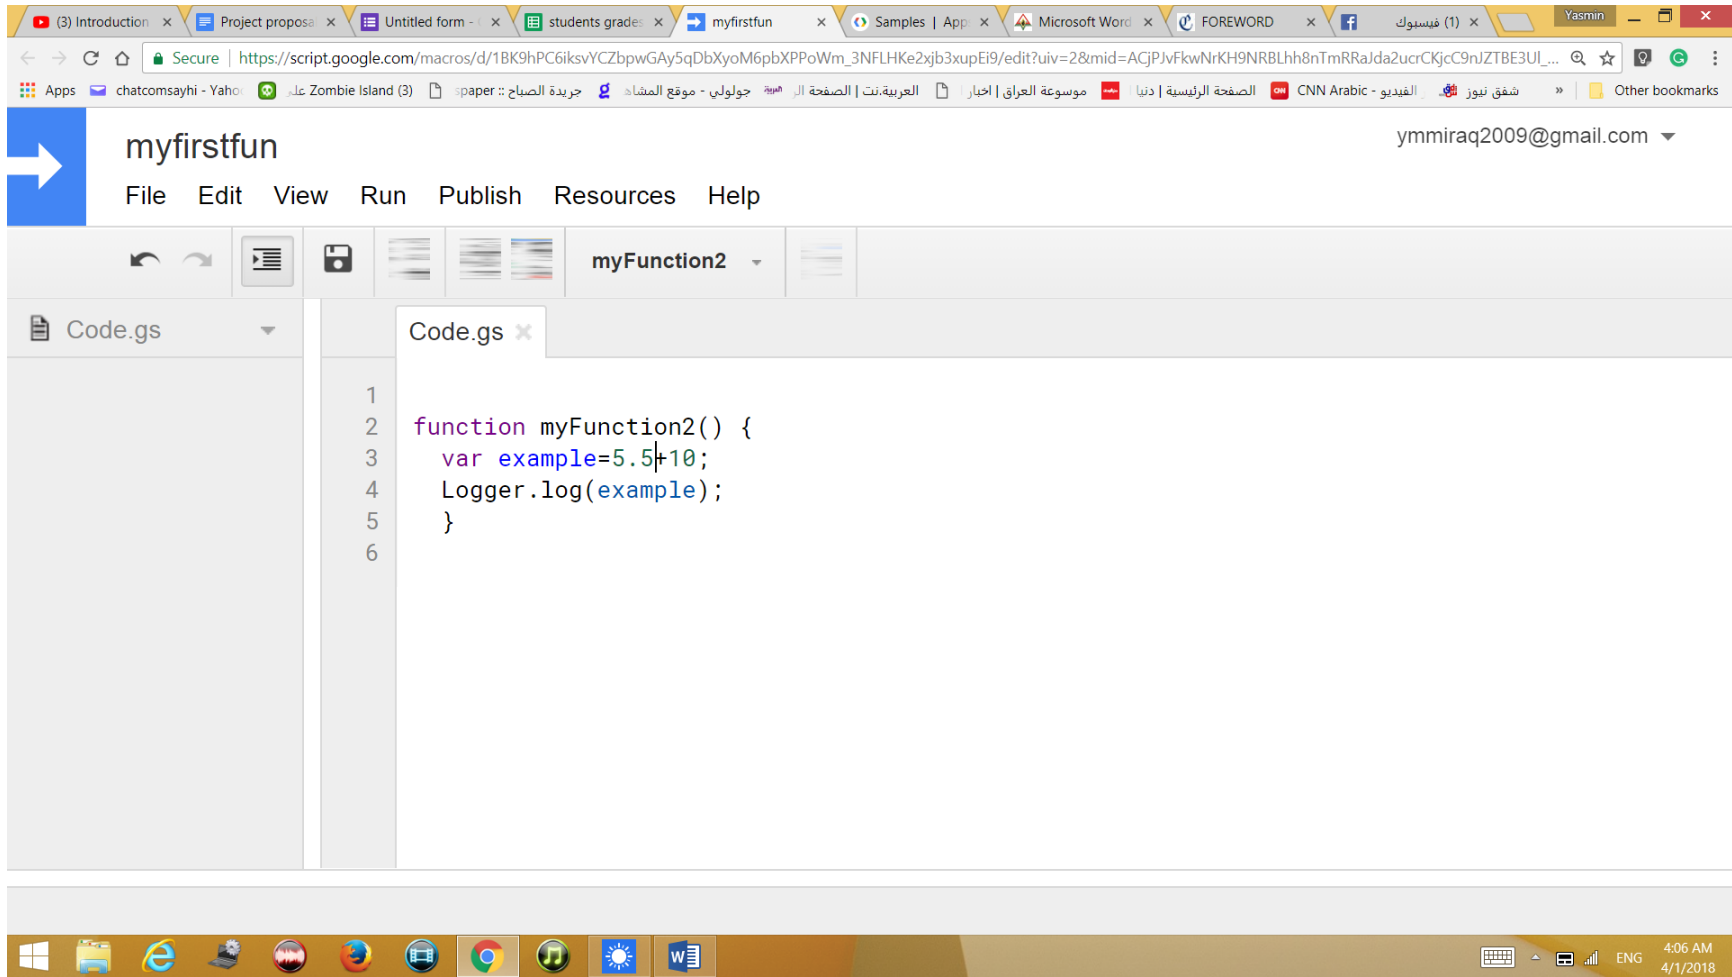 (3) Introduction
Project proposa
Untitled form -
students grades
myfirstfun
Samples | App
Microsoft Word
FOREWORD
(1) فيسبوك
Yasmin
Secure
https://script.google.com/macros/d/1BK9hPC6iksvYCZbpwGAy5qDbXyoM6pbXPPoWm_3NFLHKe2xjb3xupEi9/edit?uiv=2&mid=ACjPJvFkwNrKH9NRBLhh8nTmRRaJda2ucrCKjcC9nJZTBE3Ul_...
Apps
chatcomsayhi - Yaho
Zombie Island (3)
جريدة الصباح :: paper
جولولي - موقع المشاه
العربية.نت | الصفحة الر
موسوعة العراق | اخبار
الصفحة الرئيسية | دنيا
CNN Arabic - الفيديو
شفق نيوز
»
Other bookmarks
myfirstfun
ymmiraq2009@gmail.com
File Edit View Run Publish Resources Help
myFunction2
Code.gs
Code.gs
1
2 function myFunction2() {
3 var example=5.5+10;
4 Logger.log(example);
5 }
6
ENG
4:06 AM
4/1/2018